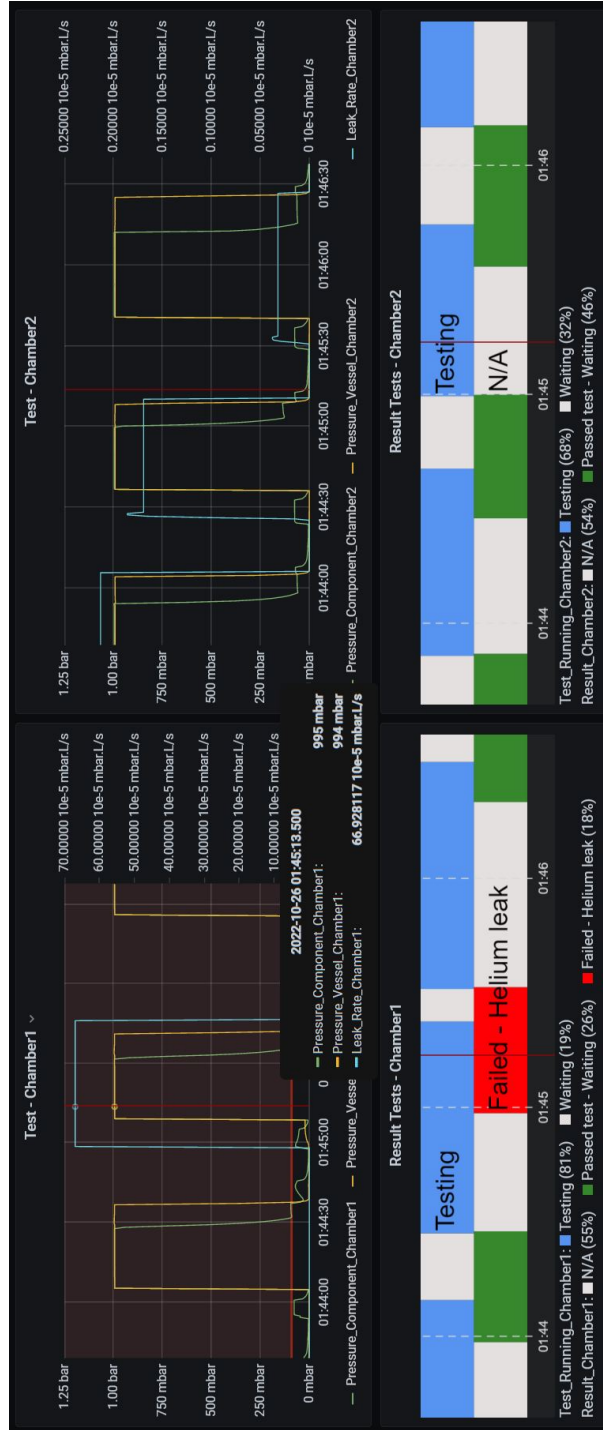 Test - Chamber1
1.25 bar
1.00 bar
750 mbar
500 mbar
250 mbar
0 mbar
70.00000 10e-5 mbar.L/s
60.00000 10e-5 mbar.L/s
50.00000 10e-5 mbar.L/s
40.00000 10e-5 mbar.L/s
30.00000 10e-5 mbar.L/s
20.00000 10e-5 mbar.L/s
10.00000 10e-5 mbar.L/s
01:44:00
01:44:30
01:45:00
0
Pressure_Component_Chamber1
Pressure_Vesse
2022-10-26 01:45:13.500
Pressure_Component_Chamber1: 995 mbar
Pressure_Vessel_Chamber1: 994 mbar
Leak_Rate_Chamber1: 66.928117 10e-5 mbar.L/s
Test - Chamber2
1.25 bar
1.00 bar
750 mbar
500 mbar
250 mbar
0 mbar
0.25000 10e-5 mbar.L/s
0.20000 10e-5 mbar.L/s
0.15000 10e-5 mbar.L/s
0.10000 10e-5 mbar.L/s
0.05000 10e-5 mbar.L/s
0 10e-5 mbar.L/s
01:44:00
01:44:30
01:45:00
01:45:30
01:46:00
01:46:30
Pressure_Component_Chamber2
Pressure_Vessel_Chamber2
Leak_Rate_Chamber2
Result Tests - Chamber1
Testing
Failed - Helium leak
01:44
01:45
01:46
Test_Running_Chamber1: Testing (81%) Waiting (19%)
Result_Chamber1: N/A (55%) Passed test - Waiting (26%) Failed - Helium leak (18%)
Result Tests - Chamber2
Testing
N/A
01:44
01:45
01:46
Test_Running_Chamber2: Testing (68%) Waiting (32%)
Result_Chamber2: N/A (54%) Passed test - Waiting (46%)